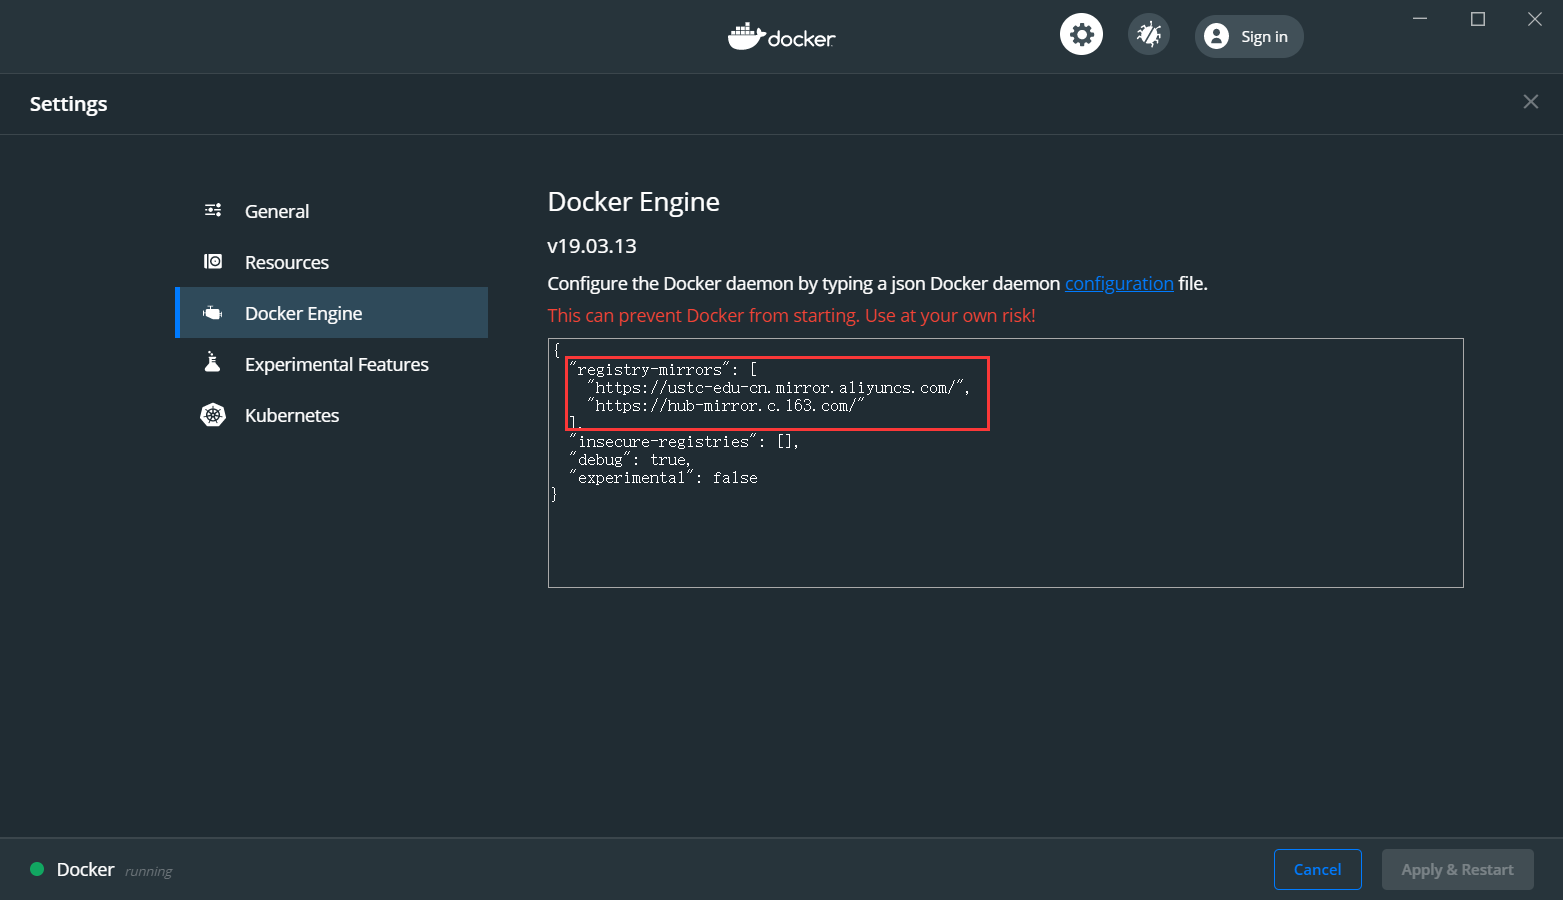 docker
Sign in
Settings
General
Resources
Docker Engine
Experimental Features
Kubernetes
Docker Engine
v19.03.13
Configure the Docker daemon by typing a json Docker daemon configuration file.
This can prevent Docker from starting. Use at your own risk!
{
"registry-mirrors": [
"https://ustc-edu-cn.mirror.aliyuncs.com/",
"https://hub-mirror.c.163.com/"
],
"insecure-registries": [],
"debug": true,
"experimental": false
}
Docker running
Cancel
Apply & Restart